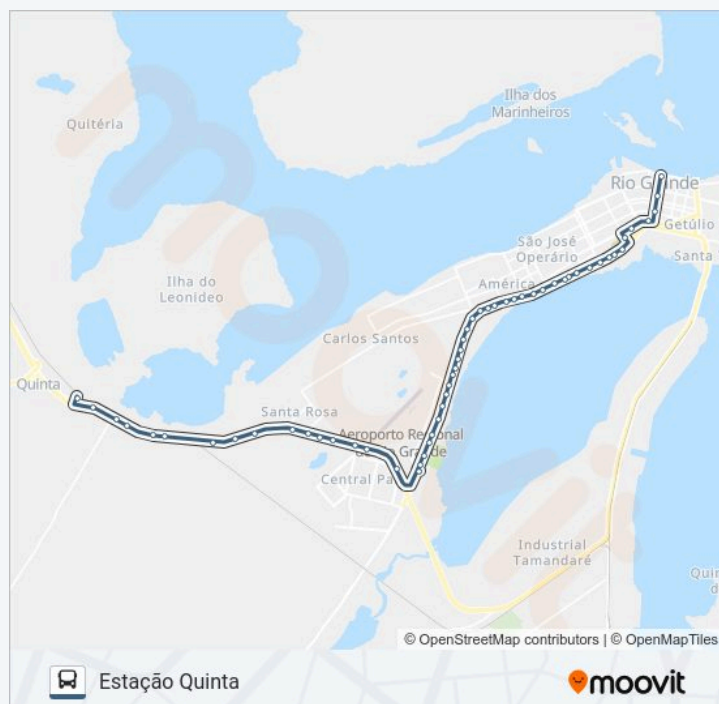 Quitéria
Ilha dos
Marinheiros
Rio Grande
Getúlio
São José
Operário
Santa
Ilha do
Leonídeo
América
Carlos Santos
Quinta
Santa Rosa
Aeroporto Regional
Grande
Central
Industrial
Tamandaré
© OpenStreetMap contributors | © OpenMapTiles
Estação Quinta
moovit